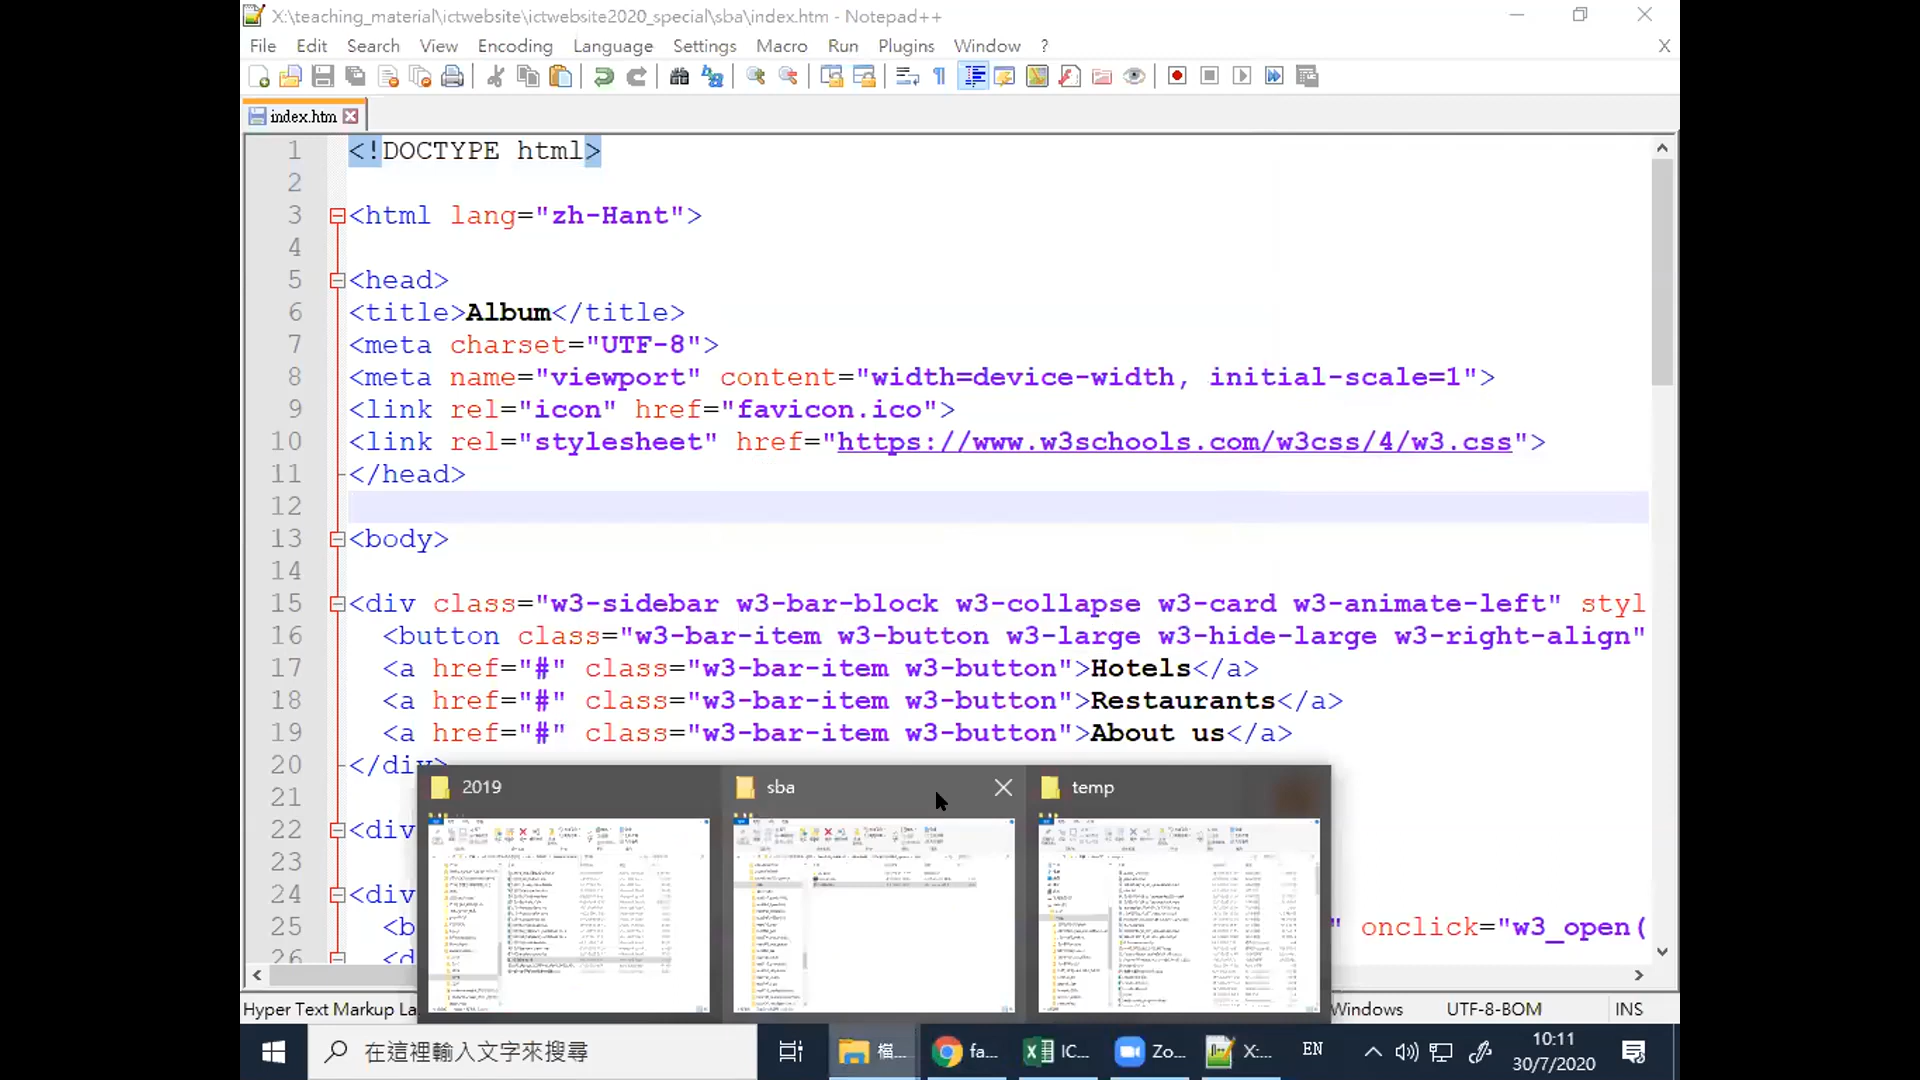 X:\teaching_material\ictwebsite\ictwebsite2020_special\sba\index.htm - Notepad++
File Edit Search View Encoding Language Settings Macro Run Plugins Window ? X
index.htm
1 <!DOCTYPE html>
2
3 <html lang="zh-Hant">
4
5 <head>
6 <title>Album</title>
7 <meta charset="UTF-8">
8 <meta name="viewport" content="width=device-width, initial-scale=1">
9 <link rel="icon" href="favicon.ico">
10 <link rel="stylesheet" href="https://www.w3schools.com/w3css/4/w3.css">
11 </head>
12
13 <body>
14
15 <div class="w3-sidebar w3-bar-block w3-collapse w3-card w3-animate-left" styl
16 <button class="w3-bar-item w3-button w3-large w3-hide-large w3-right-align"
17 <a href="#" class="w3-bar-item w3-button">Hotels</a>
18 <a href="#" class="w3-bar-item w3-button">Restaurants</a>
19 <a href="#" class="w3-bar-item w3-button">About us</a>
20 </div>
21
22 <div
23
24 <div
25 <b " onclick="w3_open(
26 <d
2019 sba temp
Hyper Text Markup La Windows UTF-8-BOM INS
在這裡輸入文字來搜尋 檔... fa... IC... Zo... X:... EN 10:11
30/7/2020